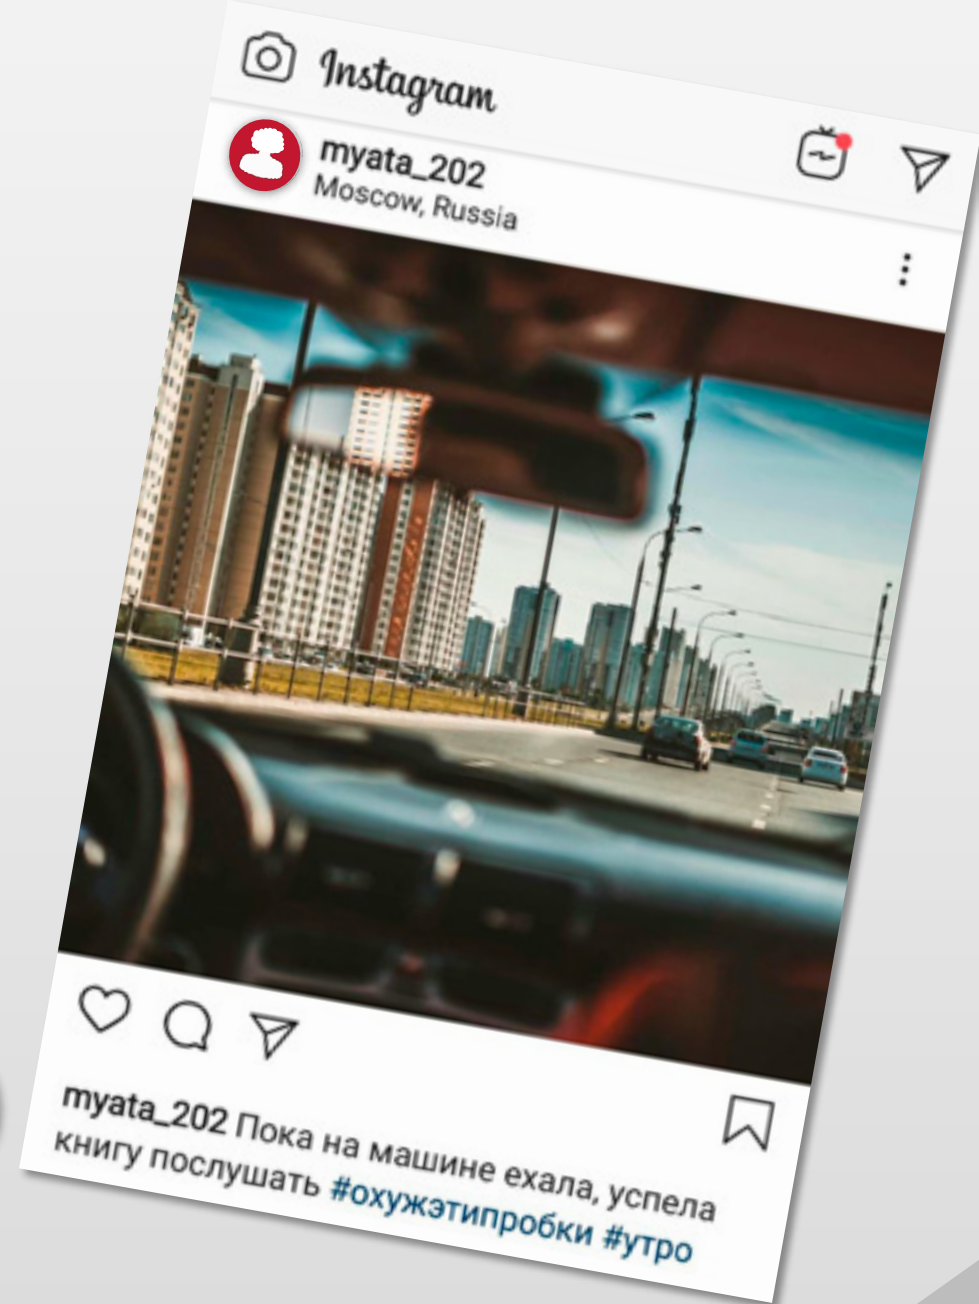 Instagram
myata_202
Moscow, Russia
myata_202 Пока на машине ехала, успела
книгу послушать #охужэтипробки #утро